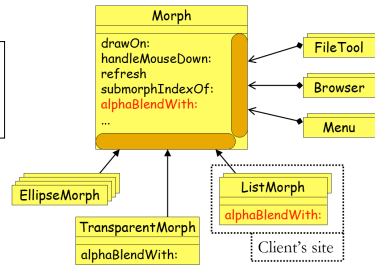 Morph
drawOn:
handleMouseDown:
refresh
submorphIndexOf:
alphaBlendWith:
...
FileTool
Browser
Menu
EllipseMorph
TransparentMorph
alphaBlendWith:
ListMorph
alphaBlendWith:
Client's site